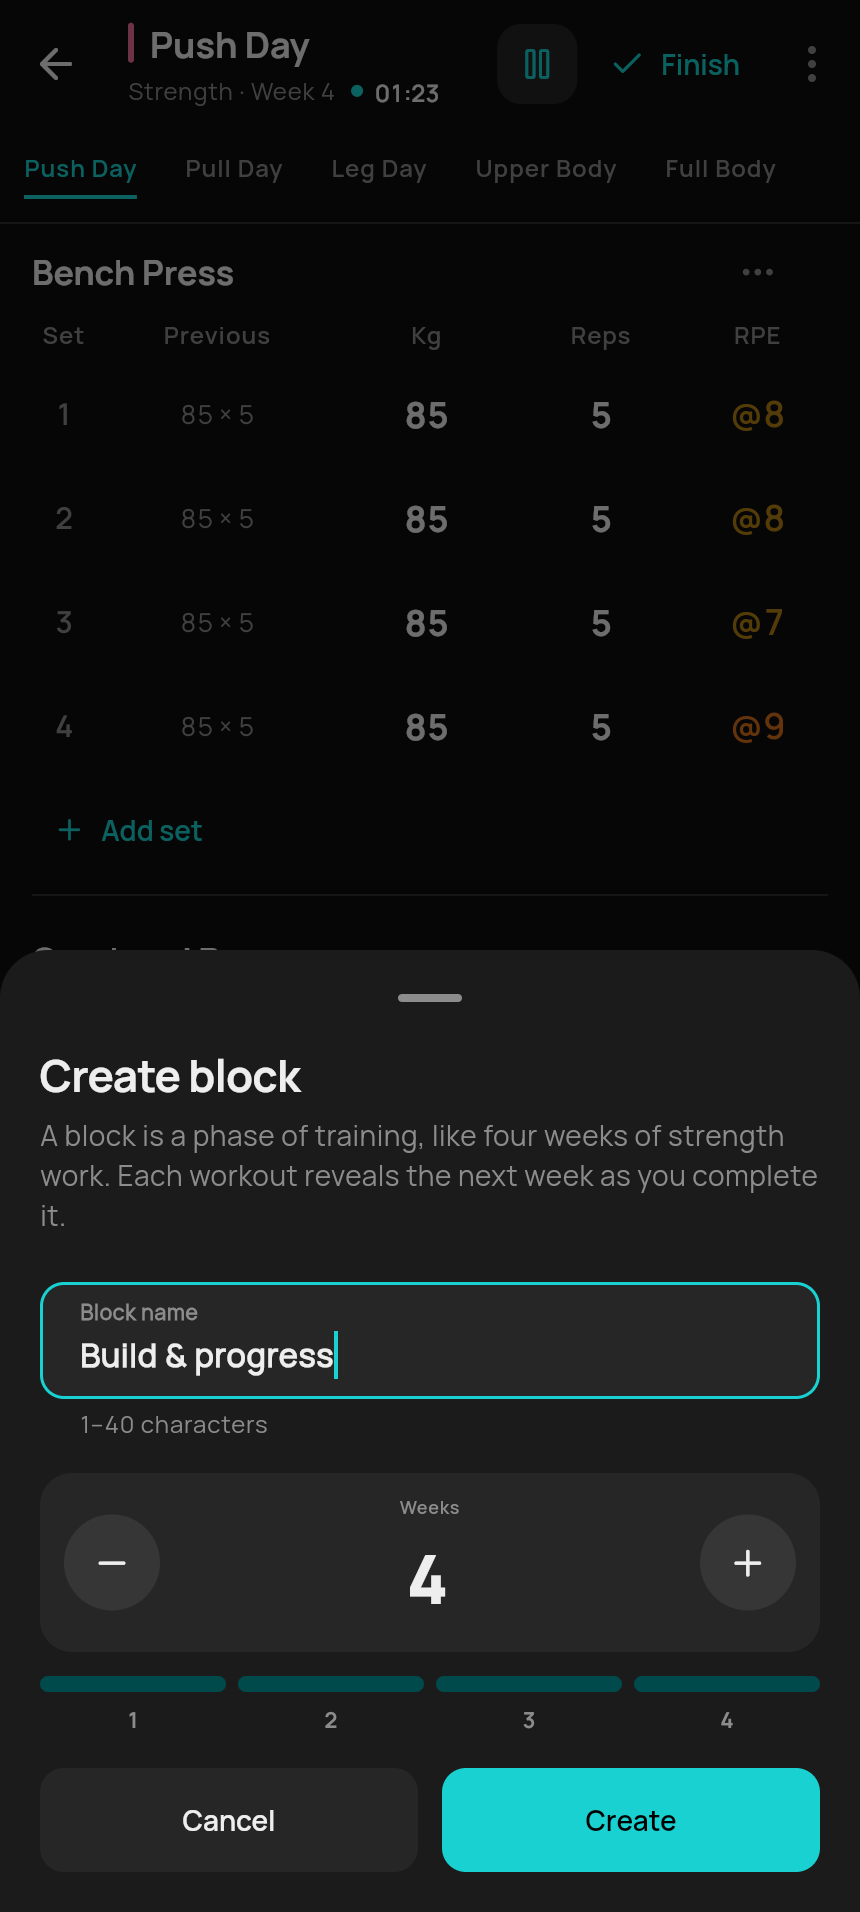 Push Day
Strength · Week 4 ● 01:23
Finish
Push Day Pull Day Leg Day Upper Body Full Body
Bench Press
Set Previous Kg Reps RPE
1 85 × 5 85 5 @8
2 85 × 5 85 5 @8
3 85 × 5 85 5 @7
4 85 × 5 85 5 @9
+ Add set
Create block
A block is a phase of training, like four weeks of strength
work. Each workout reveals the next week as you complete
it.
Block name
Build & progress
1–40 characters
Weeks
4
1 2 3 4
Cancel Create